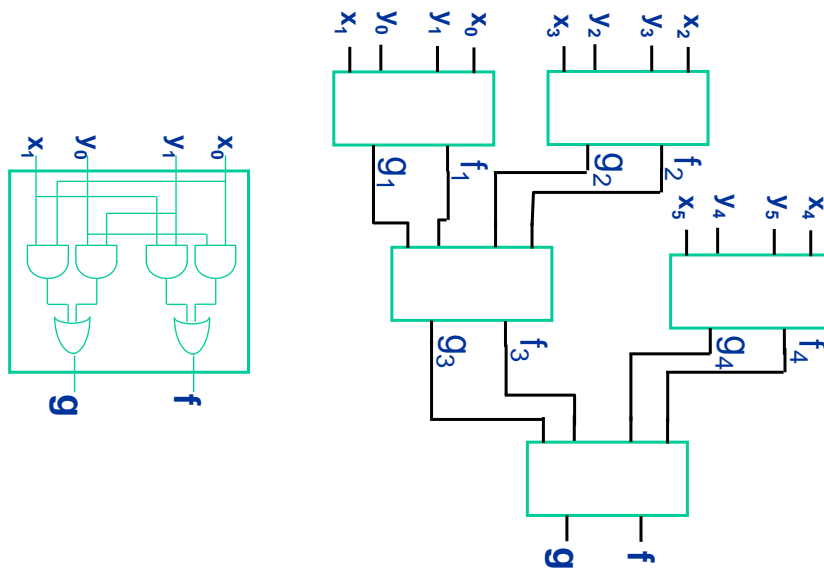 x₁ y₀ y₁ x₀
x₃ y₂ y₃ x₂
g₁ f₁
g₂ f₂
x₁ y₀ y₁ x₀
x₅ y₄ y₅ x₄
g₃ f₃
g₄ f₄
g f
g f